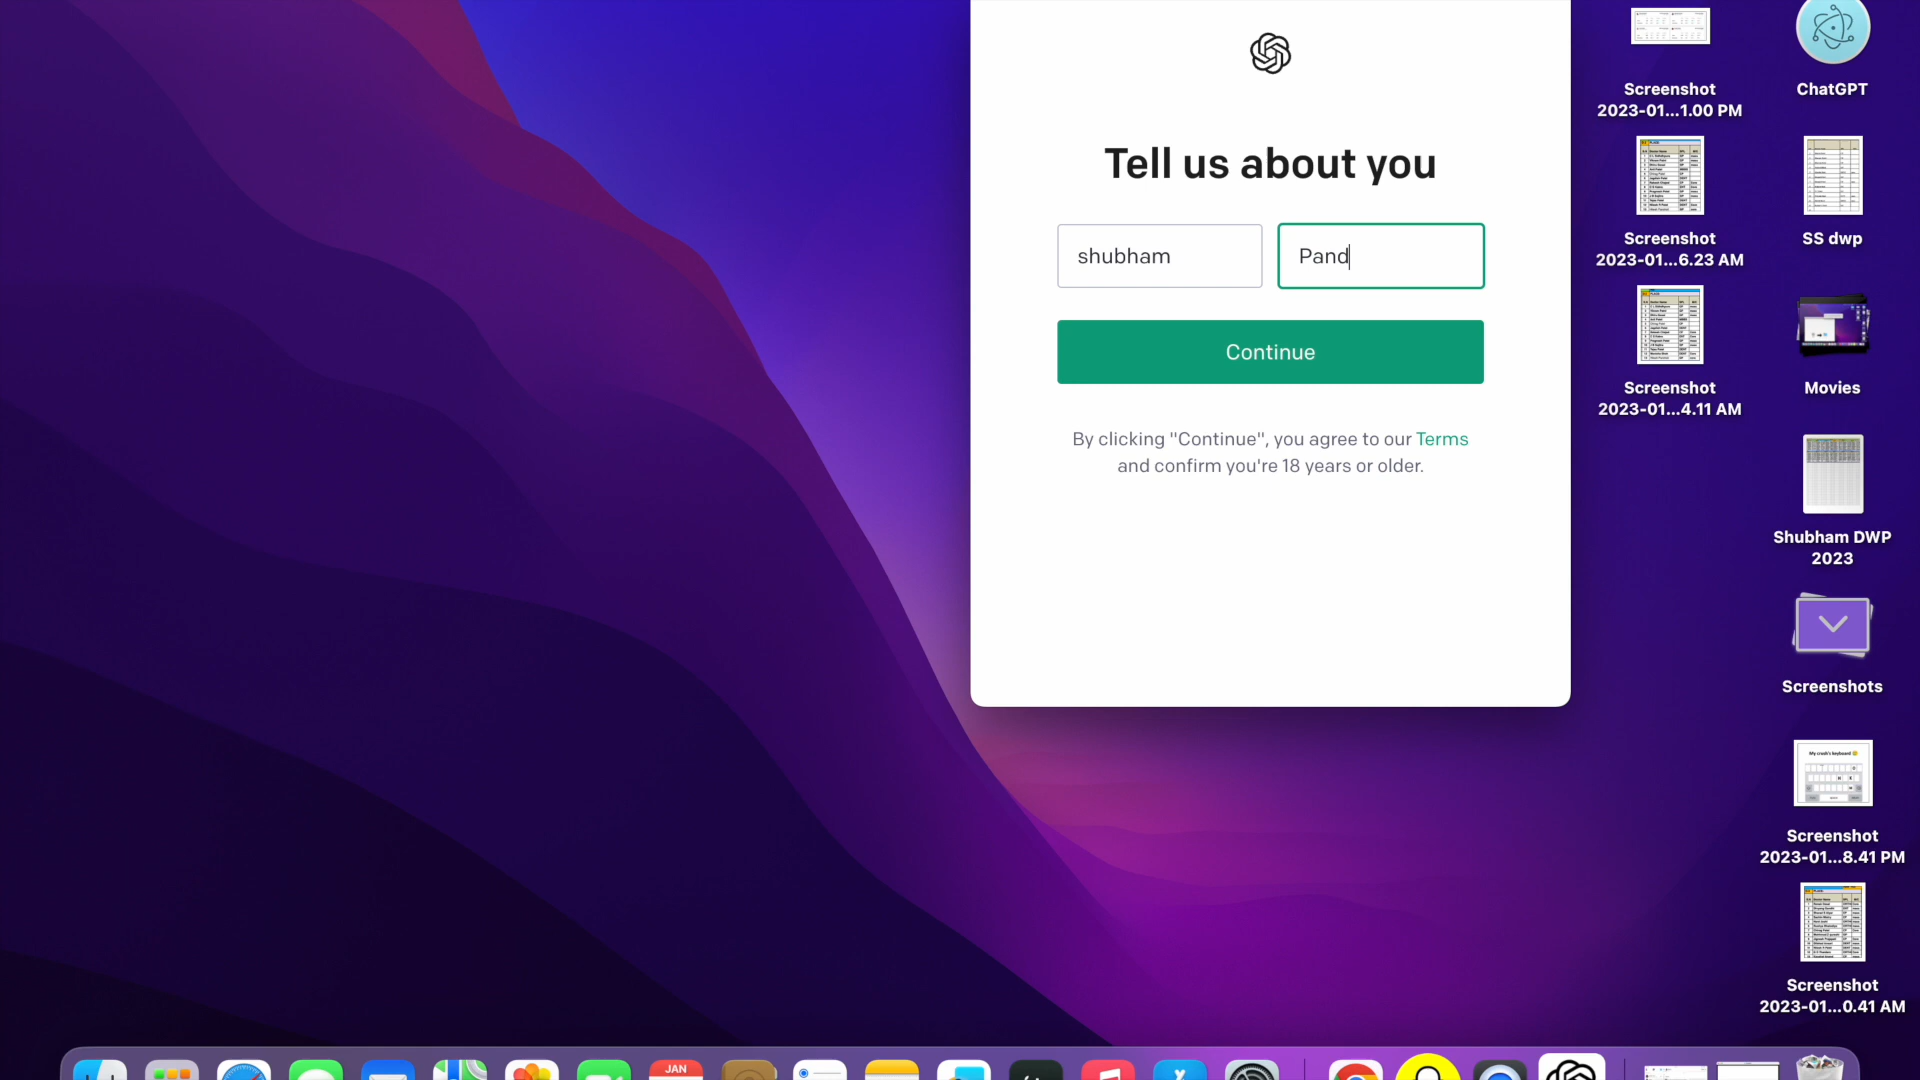 Tell us about you
shubham
Pand
Continue
By clicking "Continue", you agree to our Terms
and confirm you're 18 years or older.
Screenshot
2023-01...1.00 PM
Screenshot
2023-01...6.23 AM
Screenshot
2023-01...4.11 AM
ChatGPT
SS dwp
Movies
Shubham DWP
2023
Screenshots
My crush's keyboard
Screenshot
2023-01...8.41 PM
Screenshot
2023-01...0.41 AM
JAN